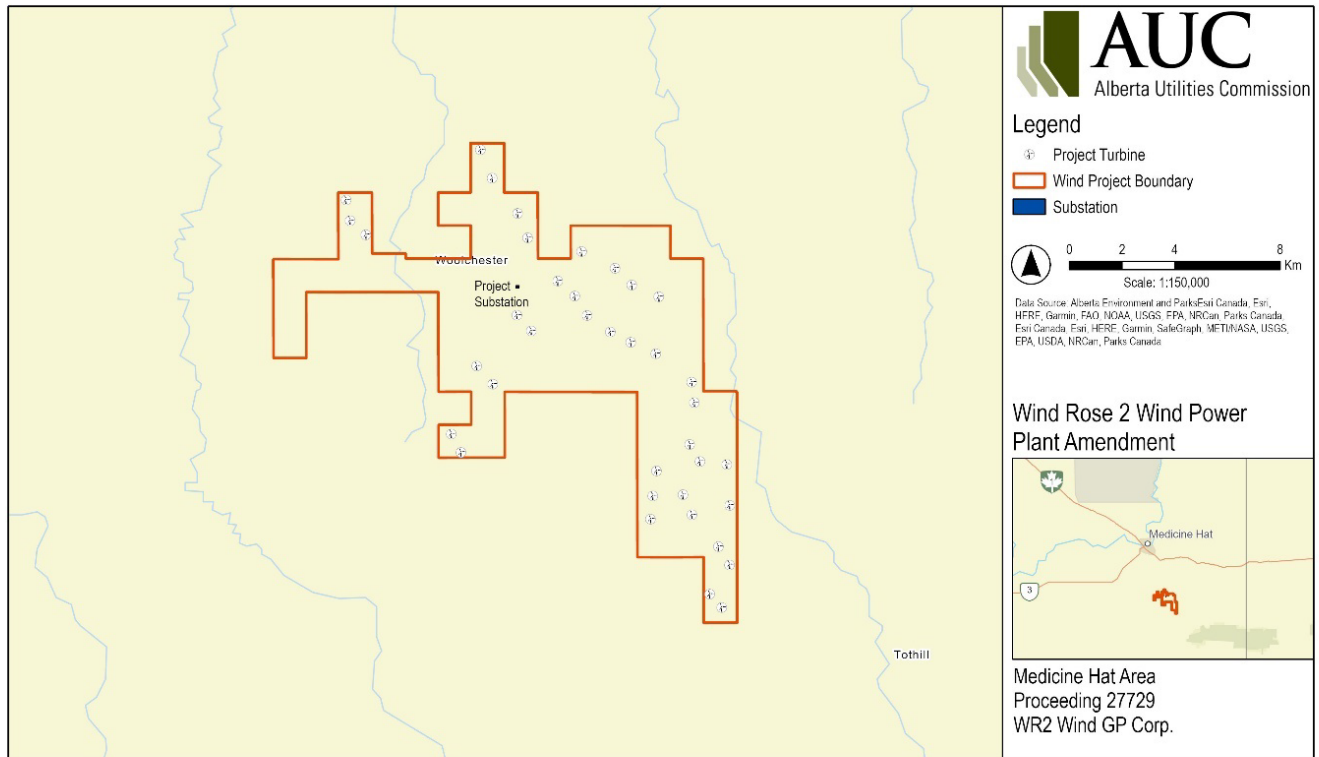 AUC
Alberta Utilities Commission
Legend
Project Turbine
Wind Project Boundary
Substation
0 2 4 8
Km
Scale: 1:150,000
Data Source: Alberta Environment and ParksEsri Canada, Esri,
HERE, Garmin, FAO, NOAA, USGS, EPA, NRCan, Parks Canada,
Esri Canada, Esri, HERE, Garmin, SafeGraph, METI/NASA, USGS,
EPA, USDA, NRCan, Parks Canada
Woolchester
Project
Substation
Tothill
Wind Rose 2 Wind Power
Plant Amendment
Medicine Hat
3
Medicine Hat Area
Proceeding 27729
WR2 Wind GP Corp.